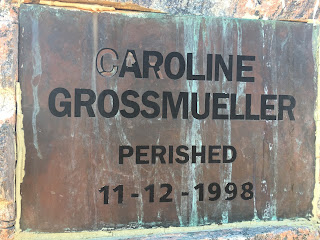 CAROLINE
GROSSMUELLER
PERISHED
11-12-1998